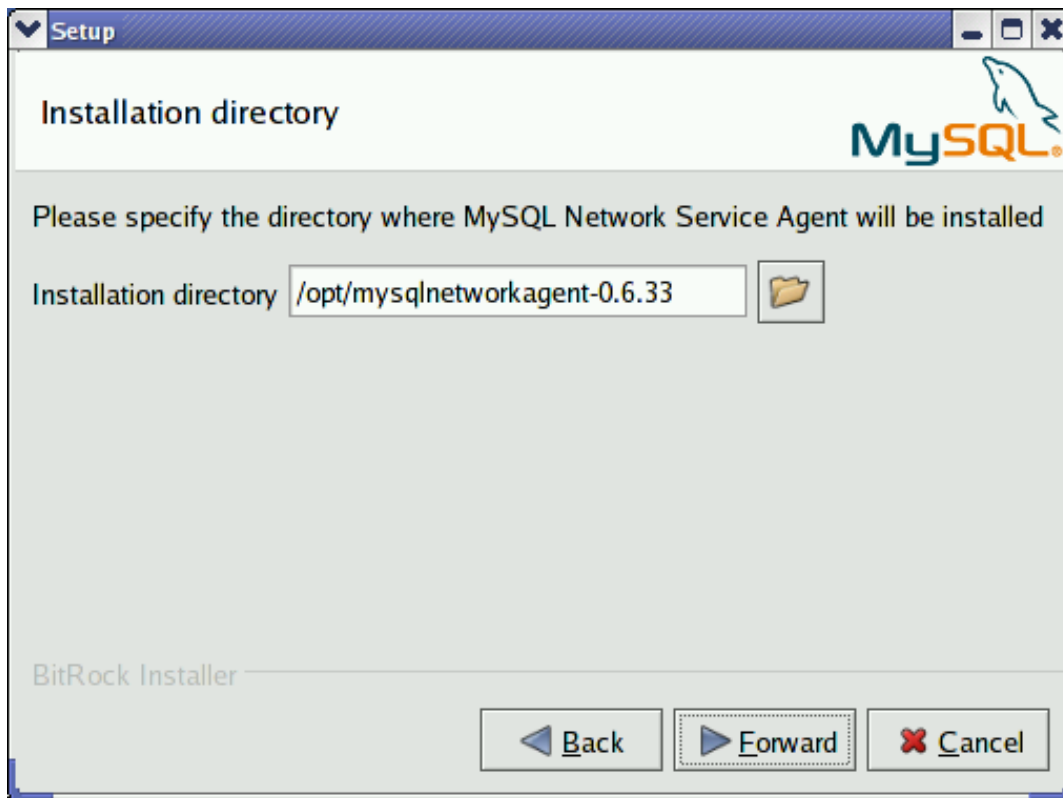 Setup
Installation directory
MySQL®
Please specify the directory where MySQL Network Service Agent will be installed
Installation directory /opt/mysqlnetworkagent-0.6.33
BitRock Installer
Back Forward Cancel